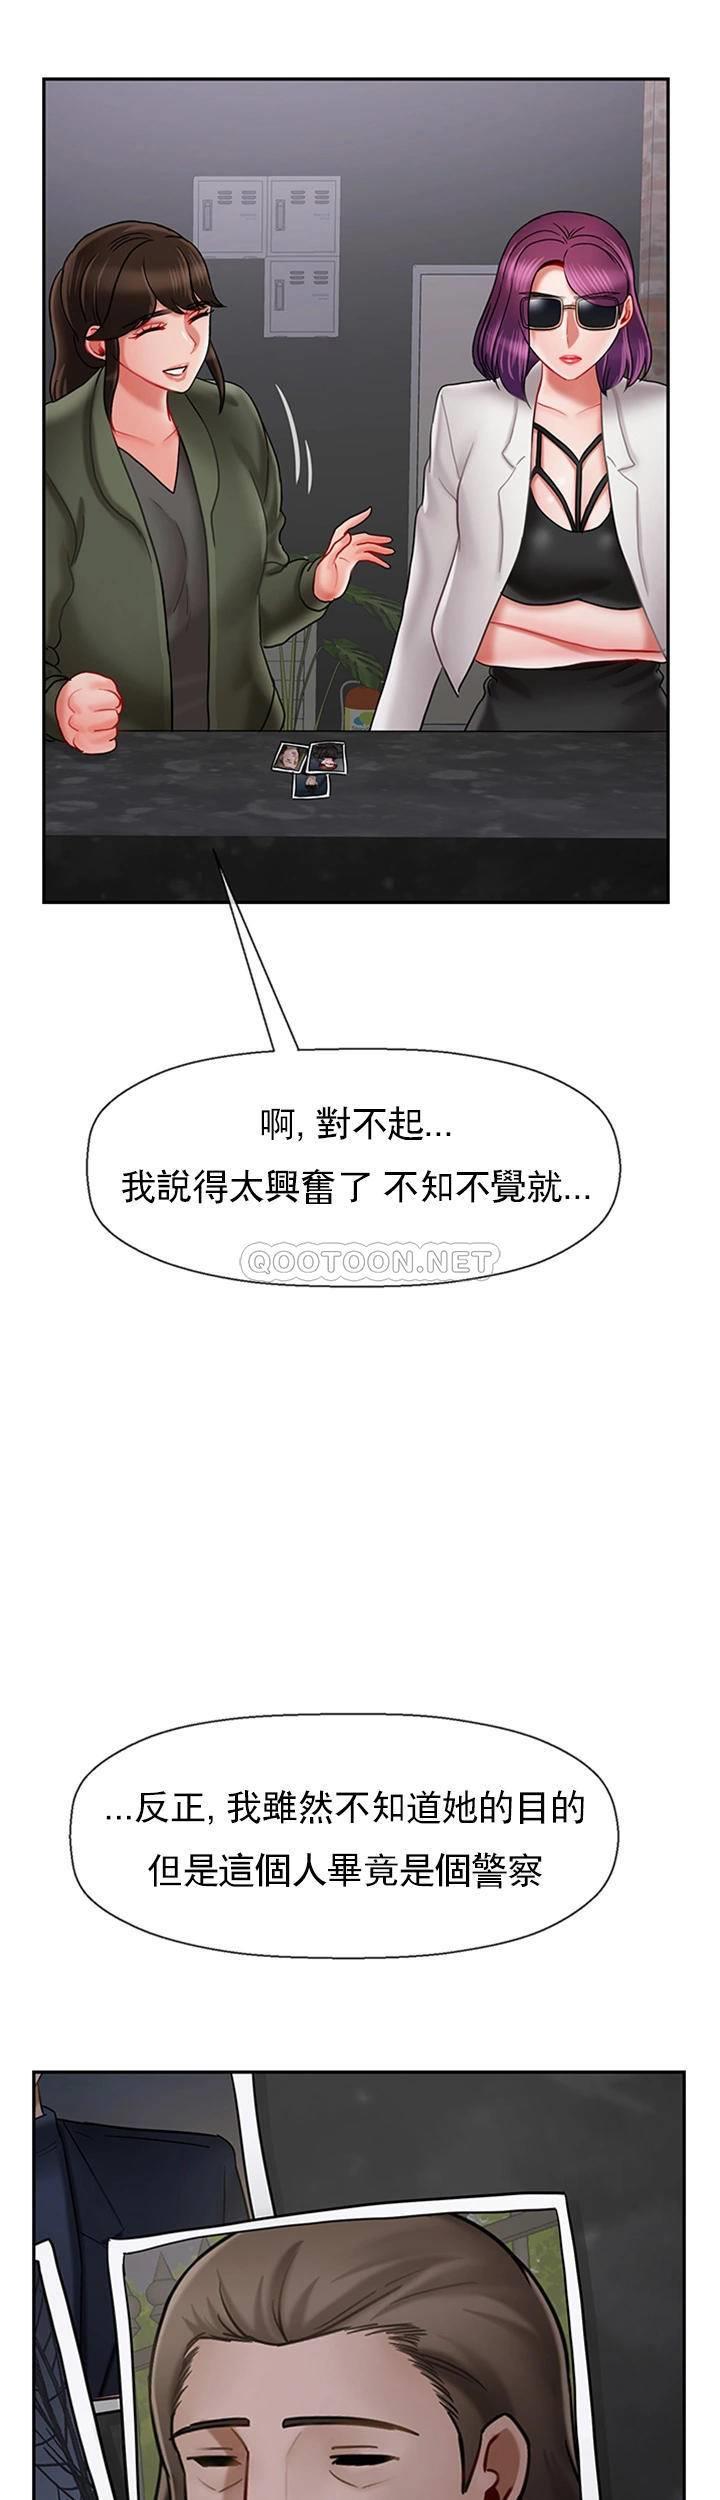 啊, 對不起...
我說得太興奮了 不知不覺就...
QOOTOON.NET
...反正, 我雖然不知道她的目的
但是這個人畢竟是個警察